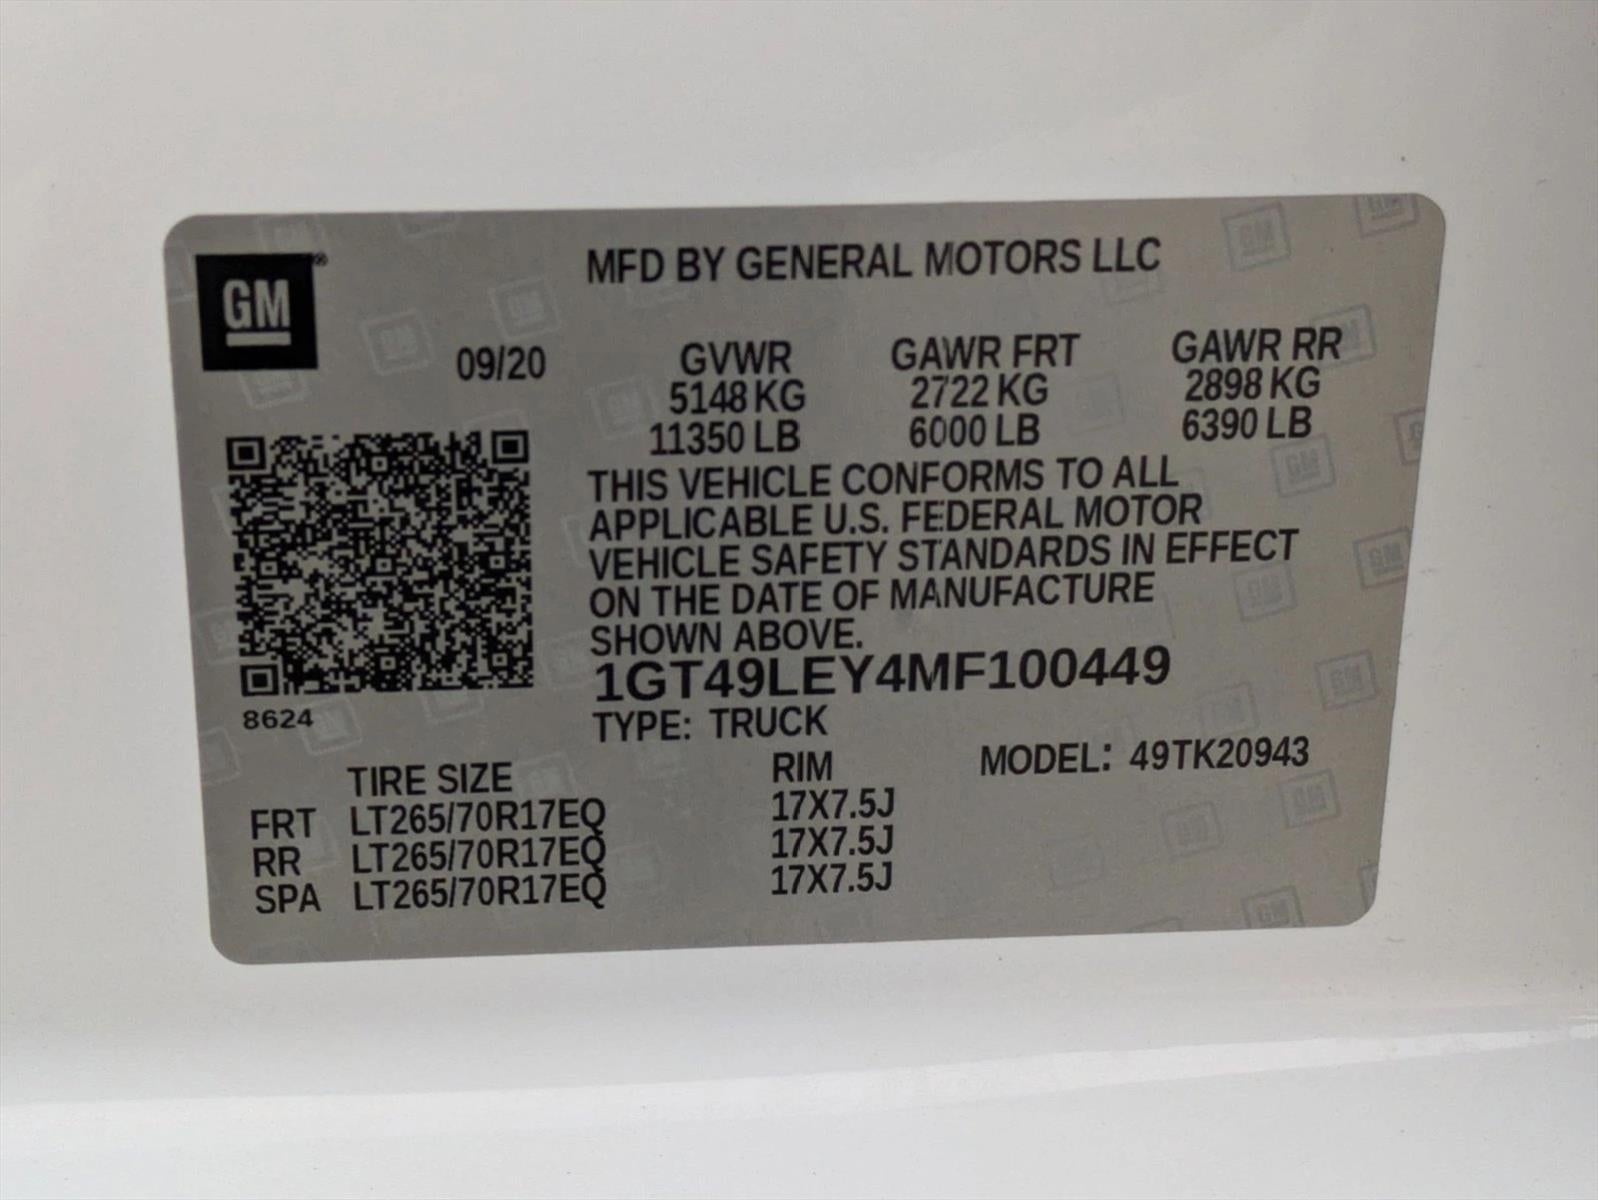 GM®
MFD BY GENERAL MOTORS LLC
09/20 GVWR GAWR FRT GAWR RR
5148 KG 2722 KG 2898 KG
11350 LB 6000 LB 6390 LB
THIS VEHICLE CONFORMS TO ALL
APPLICABLE U.S. FEDERAL MOTOR
VEHICLE SAFETY STANDARDS IN EFFECT
ON THE DATE OF MANUFACTURE
SHOWN ABOVE.
1GT49LEY4MF100449
8624
TYPE: TRUCK
TIRE SIZE RIM MODEL: 49TK20943
FRT LT265/70R17EQ 17X7.5J
RR LT265/70R17EQ 17X7.5J
SPA LT265/70R17EQ 17X7.5J